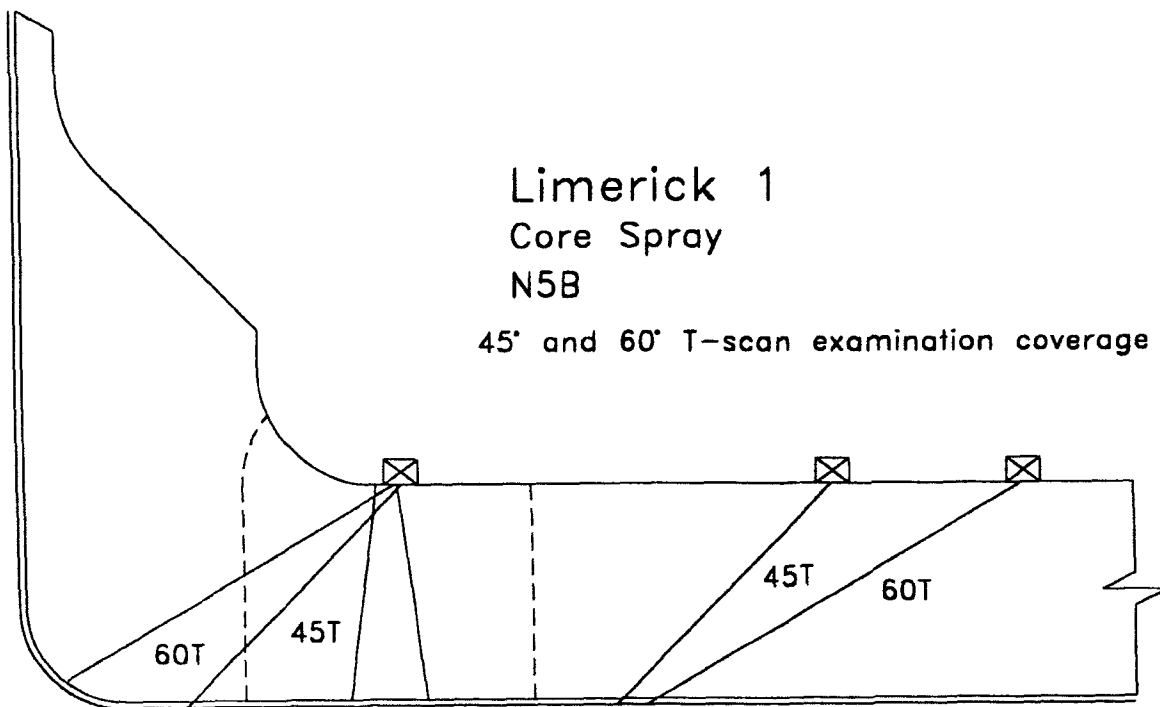 Limerick 1
Core Spray
N5B
45° and 60° T-scan examination coverage
60T
45T
45T
60T